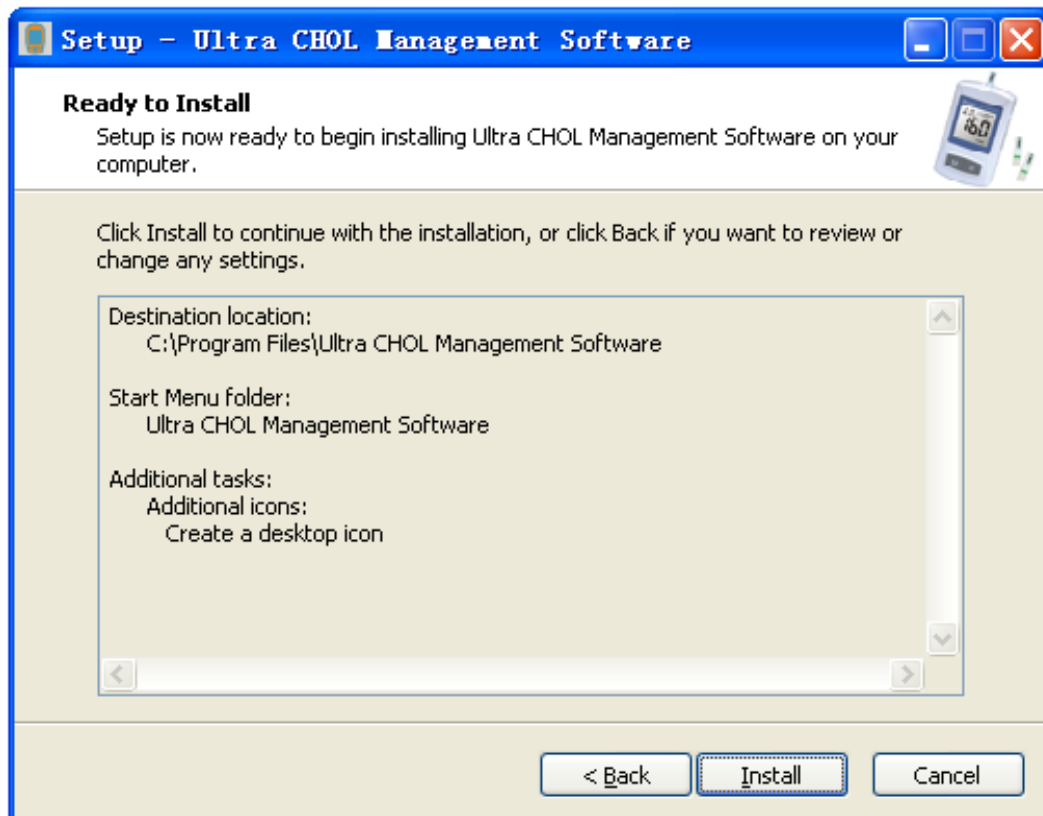 Setup - Ultra CHOL Management Software
Ready to Install
Setup is now ready to begin installing Ultra CHOL Management Software on your
computer.
160
Click Install to continue with the installation, or click Back if you want to review or
change any settings.
Destination location:
C:\Program Files\Ultra CHOL Management Software
Start Menu folder:
Ultra CHOL Management Software
Additional tasks:
Additional icons:
Create a desktop icon
< Back
Install
Cancel